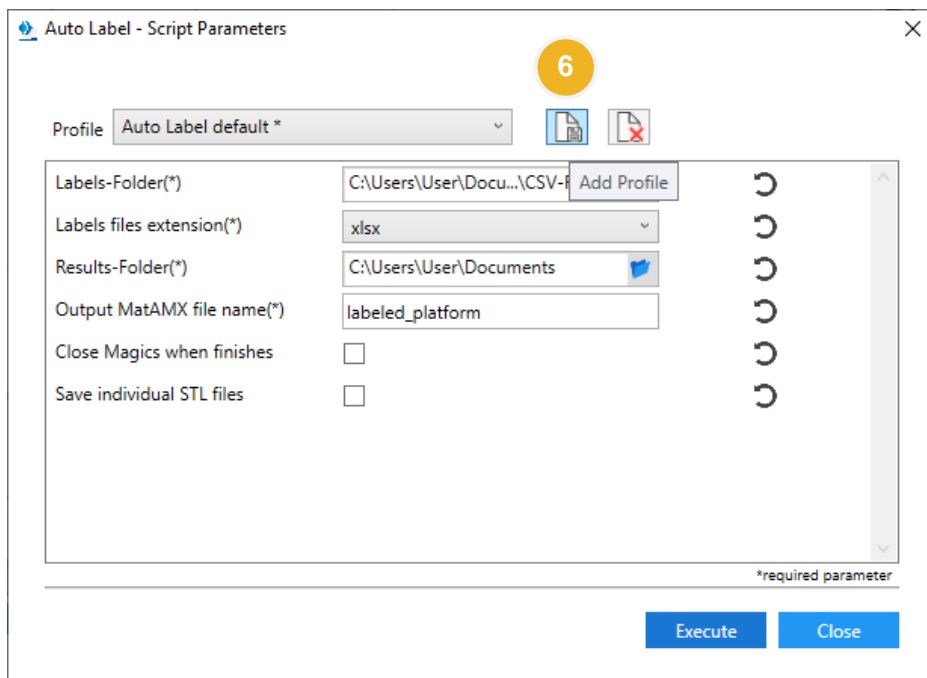 Auto Label - Script Parameters
6
Profile Auto Label default *
Labels-Folder(*) C:\Users\User\Docu...\CSV-F Add Profile
Labels files extension(*) xlsx
Results-Folder(*) C:\Users\User\Documents
Output MatAMX file name(*) labeled_platform
Close Magics when finishes
Save individual STL files
*required parameter
Execute Close